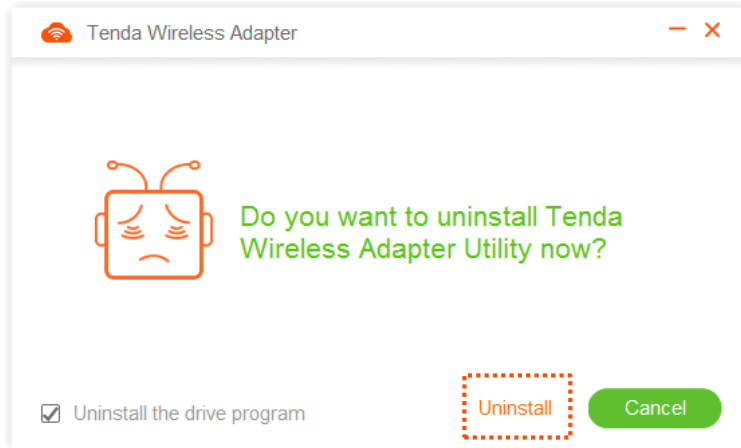 Tenda Wireless Adapter
Do you want to uninstall Tenda
Wireless Adapter Utility now?
Uninstall the drive program
Uninstall
Cancel